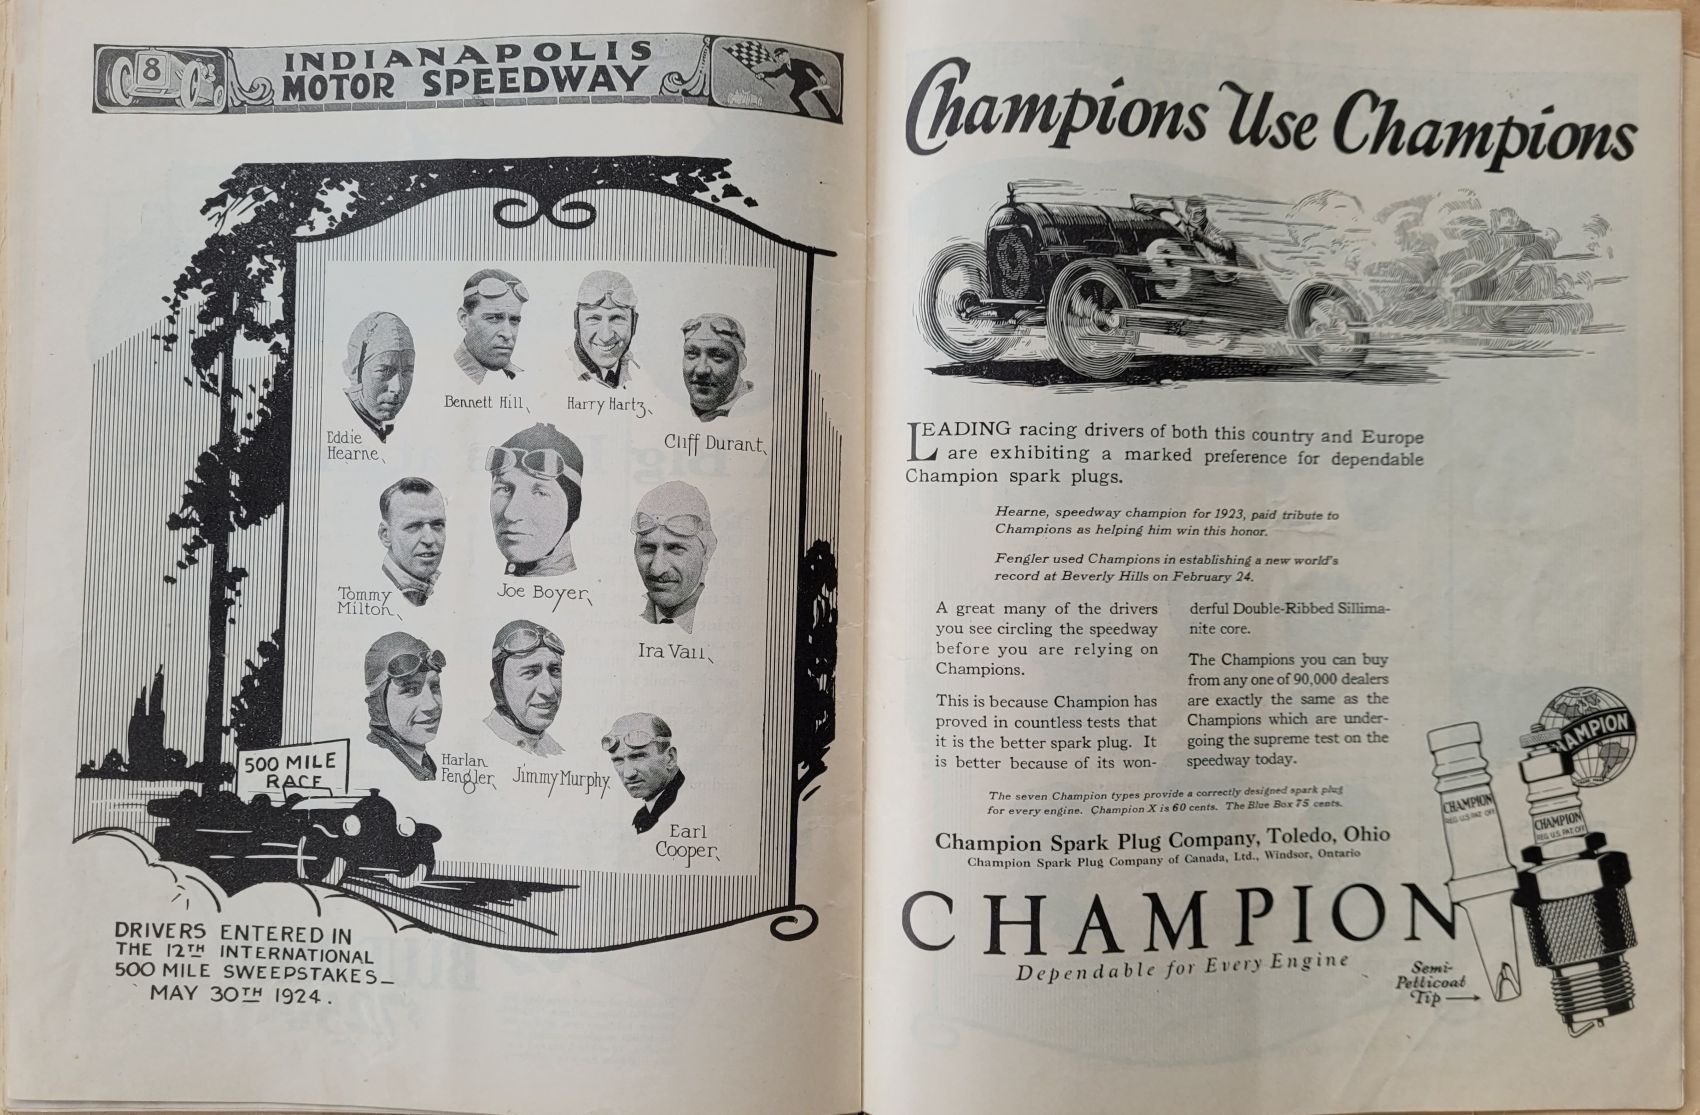 8
INDIANAPOLIS
MOTOR SPEEDWAY
Eddie
Hearne
Bennett Hill
Harry Hartz
Cliff Durant
Tommy
Milton
Joe Boyer
Ira Vail
Harlan
Fengler
Jimmy Murphy
Earl
Cooper
500 MILE
RACE
DRIVERS ENTERED IN
THE 12TH INTERNATIONAL
500 MILE SWEEPSTAKES_
MAY 30TH 1924.
Champions Use Champions
LEADING racing drivers of both this country and Europe
are exhibiting a marked preference for dependable
Champion spark plugs.
Hearne, speedway champion for 1923, paid tribute to
Champions as helping him win this honor.
Fengler used Champions in establishing a new world's
record at Beverly Hills on February 24.
A great many of the drivers
you see circling the speedway
before you are relying on
Champions.
This is because Champion has
proved in countless tests that
it is the better spark plug. It
is better because of its won-
derful Double-Ribbed Sillima-
nite core.
The Champions you can buy
from any one of 90,000 dealers
are exactly the same as the
Champions which are under-
going the supreme test on the
speedway today.
The seven Champion types provide a correctly designed spark plug
for every engine. Champion X is 60 cents. The Blue Box 75 cents.
Champion Spark Plug Company, Toledo, Ohio
Champion Spark Plug Company of Canada, Ltd., Windsor, Ontario
CHAMPION
Dependable for Every Engine
AMPION
CHAMPION
REG U.S. PAT OFF
CHAMPION
REG U.S. PAT OFF
Semi-
Petticoat
Tip